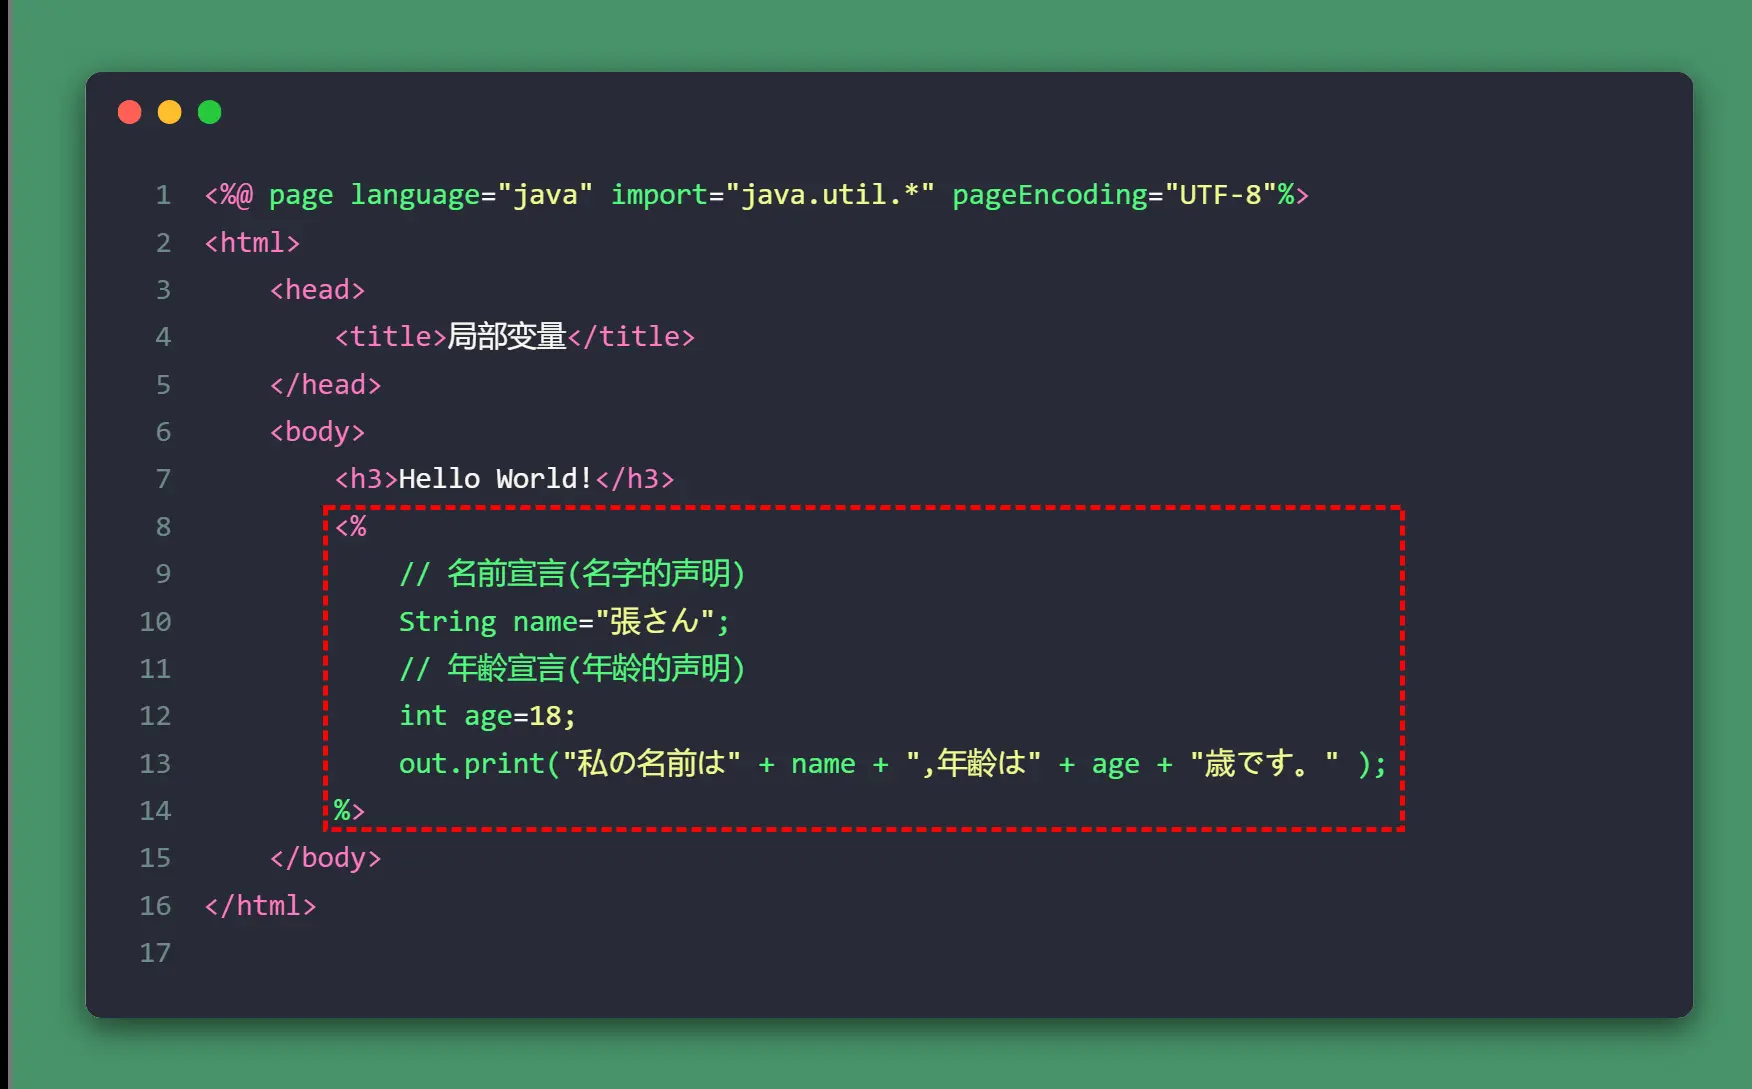 1 <%@ page language="java" import="java.util.*" pageEncoding="UTF-8"%>
2 <html>
3 <head>
4 <title>局部变量</title>
5 </head>
6 <body>
7 <h3>Hello World!</h3>
8 <%
9 // 名前宣言(名字的声明)
10 String name="張さん";
11 // 年齢宣言(年龄的声明)
12 int age=18;
13 out.print("私の名前は" + name + ",年齢は" + age + "歳です。" );
14 %>
15 </body>
16 </html>
17